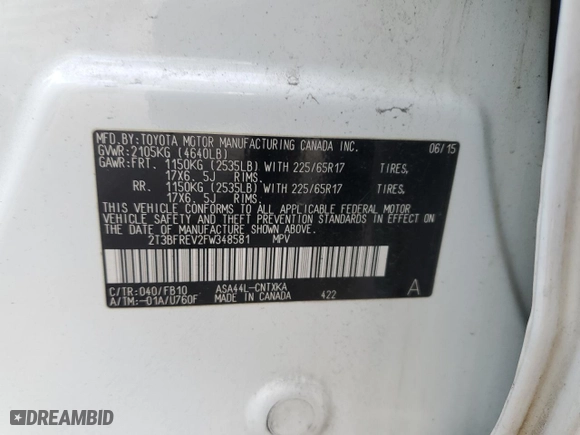 MFD.BY:TOYOTA MOTOR MANUFACTURING CANADA INC. 06/15
GVWR:2105KG (4640LB)
GAWR:FRT. 1150KG (2535LB) WITH 225/65R17 TIRES,
17X6.5J RIMS.
RR. 1150KG (2535LB) WITH 225/65R17 TIRES,
17X6.5J RIMS.
THIS VEHICLE CONFORMS TO ALL APPLICABLE FEDERAL MOTOR
VEHICLE SAFETY AND THEFT PREVENTION STANDARDS IN EFFECT ON
THE DATE OF MANUFACTURE SHOWN ABOVE.
2T3BFREV2FW348581 MPV
C/TR:040/FB10 ASA44L-CNTXKA
A/TM:-01A/U760F MADE IN CANADA 422 A
DREAMBID